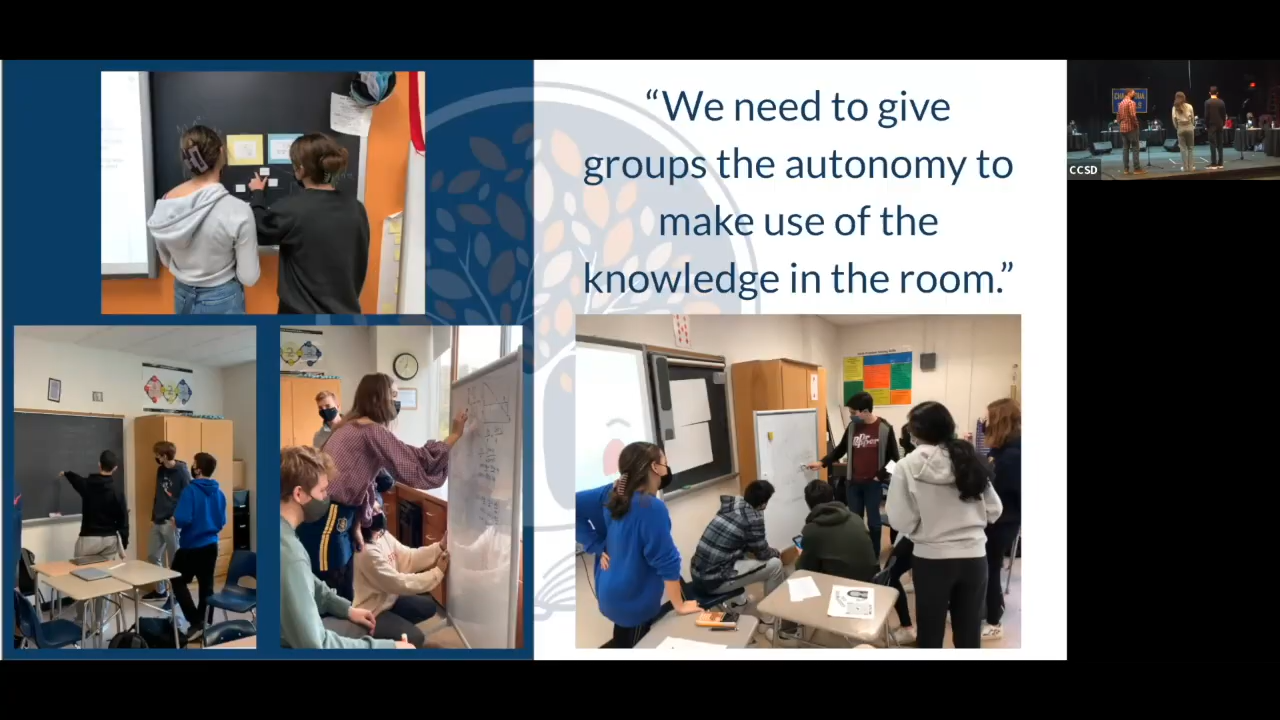 “We need to give
groups the autonomy to
make use of the
knowledge in the room.”
CCSD